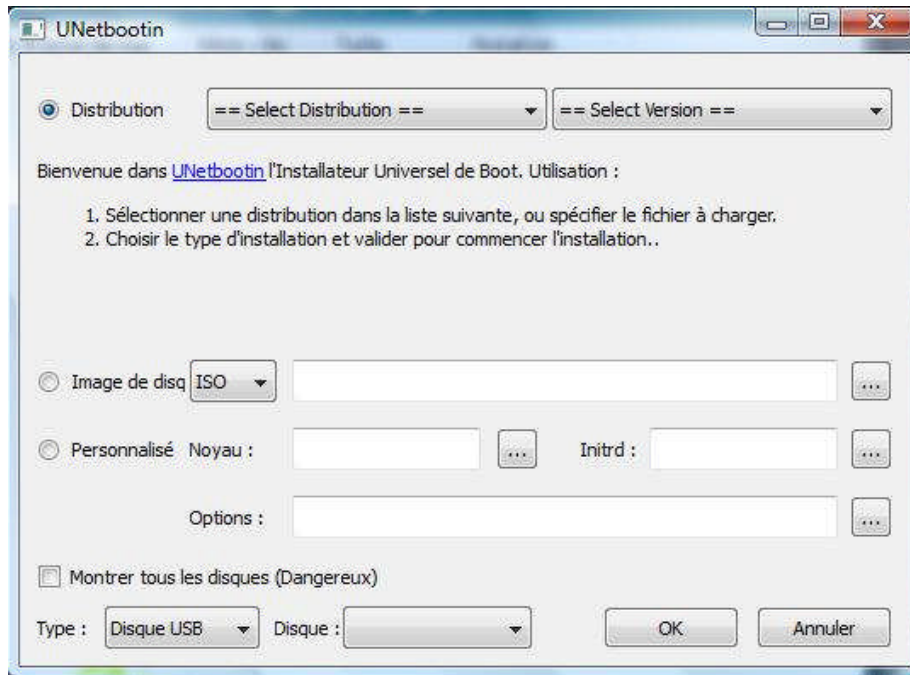 UNetbootin
Distribution == Select Distribution == == Select Version ==
Bienvenue dans UNetbootin l'Installateur Universel de Boot. Utilisation :
1. Sélectionner une distribution dans la liste suivante, ou spécifier le fichier à charger.
2. Choisir le type d'installation et valider pour commencer l'installation..
Image de disq ISO ...
Personnalisé Noyau : ... Initrd : ...
Options : ...
Montrer tous les disques (Dangereux)
Type : Disque USB Disque : OK Annuler